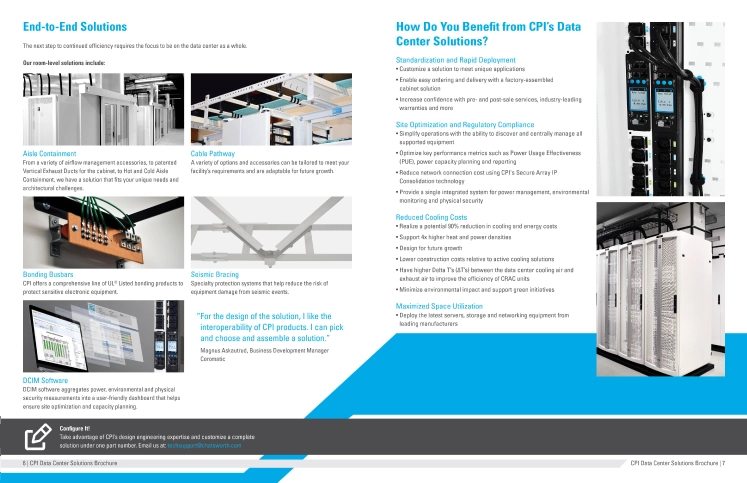 End-to-End Solutions
The next step to continued efficiency requires the focus to be on the data center as a whole.
Our room-level solutions include:
Aisle Containment
From a variety of airflow management accessories, to patented
Vertical Exhaust Ducts for the cabinet, to Hot and Cold Aisle
Containment, we have a solution that fits your unique needs and
architectural challenges.
Cable Pathway
A variety of options and accessories can be tailored to meet your
facility's requirements and are adaptable for future growth.
Bonding Busbars
CPI offers a comprehensive line of UL® Listed bonding products to
protect sensitive electronic equipment.
Seismic Bracing
Specialty protection systems that help reduce the risk of
equipment damage from seismic events.
DCIM Software
DCIM software aggregates power, environmental and physical
security measurements into a user-friendly dashboard that helps
ensure site optimization and capacity planning.
"For the design of the solution, I like the
interoperability of CPI products. I can pick
and choose and assemble a solution."
Magnus Askoutrud, Business Development Manager
Coromatic
How Do You Benefit from CPI's Data
Center Solutions?
Standardization and Rapid Deployment
• Customize a solution to meet unique applications
• Enable easy ordering and delivery with a factory-assembled
cabinet solution
• Increase confidence with pre- and post-sale services, industry-leading
warranties and more
Site Optimization and Regulatory Compliance
• Simplify operations with the ability to discover and centrally manage all
supported equipment
• Optimize key performance metrics such as Power Usage Effectiveness
(PUE), power capacity planning and reporting
• Reduce network connection cost using CPI's Secure Array IP
Consolidation technology
• Provide a single integrated system for power management, environmental
monitoring and physical security
Reduced Cooling Costs
• Realize a potential 90% reduction in cooling and energy costs
• Support 4x higher heat and power densities
• Design for future growth
• Lower construction costs relative to active cooling solutions
• Have higher Delta T's (ΔT's) between the data center cooling air and
exhaust air to improve the efficiency of CRAC units
• Minimize environmental impact and support green initiatives
Maximized Space Utilization
• Deploy the latest servers, storage and networking equipment from
leading manufacturers
Configure It!
Take advantage of CPI's design engineering expertise and customize a complete
solution under one part number. Email us at: techsupport@chatsworth.com
6 | CPI Data Center Solutions Brochure
CPI Data Center Solutions Brochure | 7